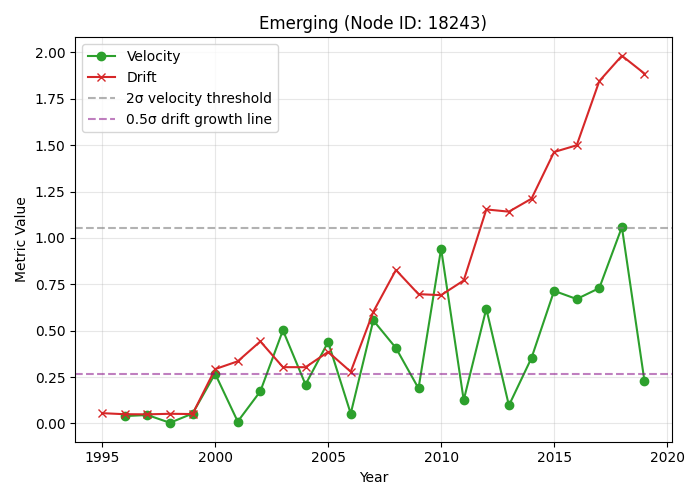 Emerging (Node ID: 18243)
Velocity
Drift
2σ velocity threshold
0.5σ drift growth line
Metric Value
2.00
1.75
1.50
1.25
1.00
0.75
0.50
0.25
0.00
1995 2000 2005 2010 2015 2020
Year